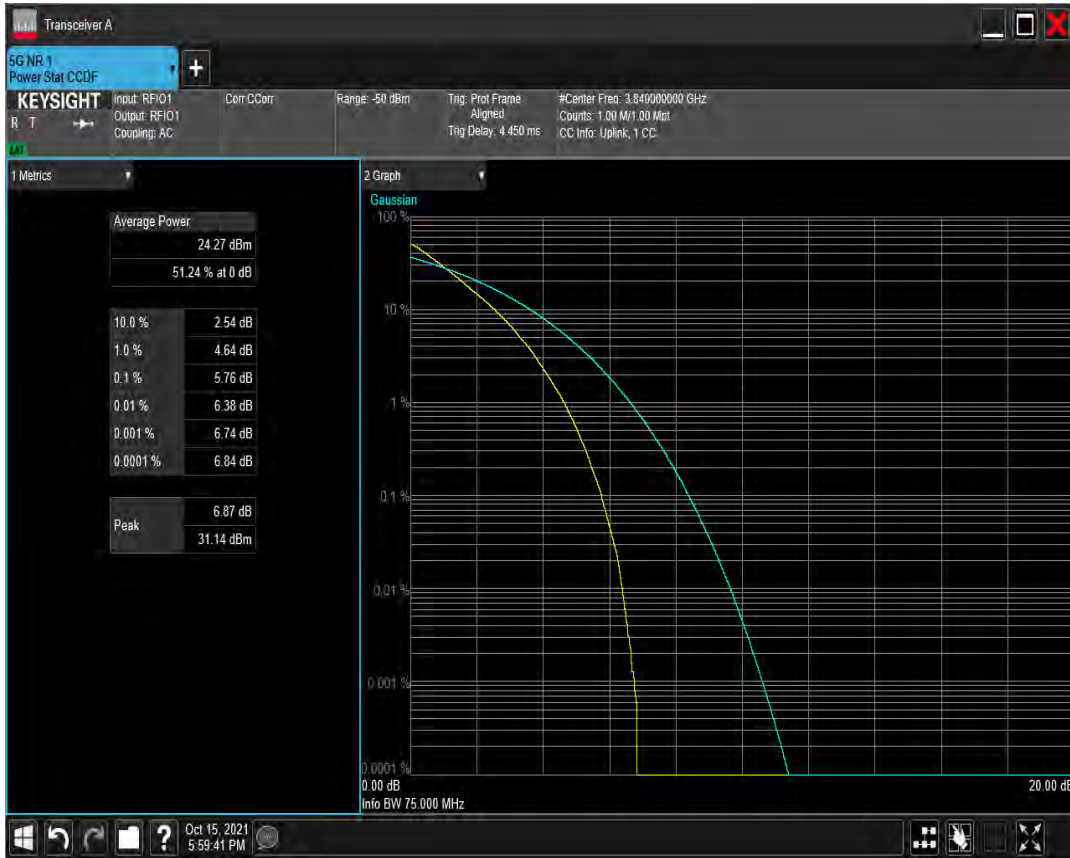 Transceiver A
5G NR 1
Power Stat CCDF
+
KEYSIGHT
R T
Input: RFIO1
Output: RFIO1
Coupling: AC
Corr CCorr
Range: -50 dBm
Trig: Prot Frame
Aligned
Trig Delay: 4.450 ms
#Center Freq: 3.840000000 GHz
Counts: 1.00 M/1.00 Mpt
CC Info: Uplink, 1 CC
1 Metrics
Average Power
24.27 dBm
51.24 % at 0 dB
10.0 % 2.54 dB
1.0 % 4.64 dB
0.1 % 5.76 dB
0.01 % 6.38 dB
0.001 % 6.74 dB
0.0001 % 6.84 dB
Peak
6.87 dB
31.14 dBm
2 Graph
Gaussian
100 %
10 %
1 %
0.1 %
0.01 %
0.001 %
0.0001 %
0.00 dB
20.00 dB
Info BW 75.000 MHz
?
Oct 15, 2021
5:59:41 PM